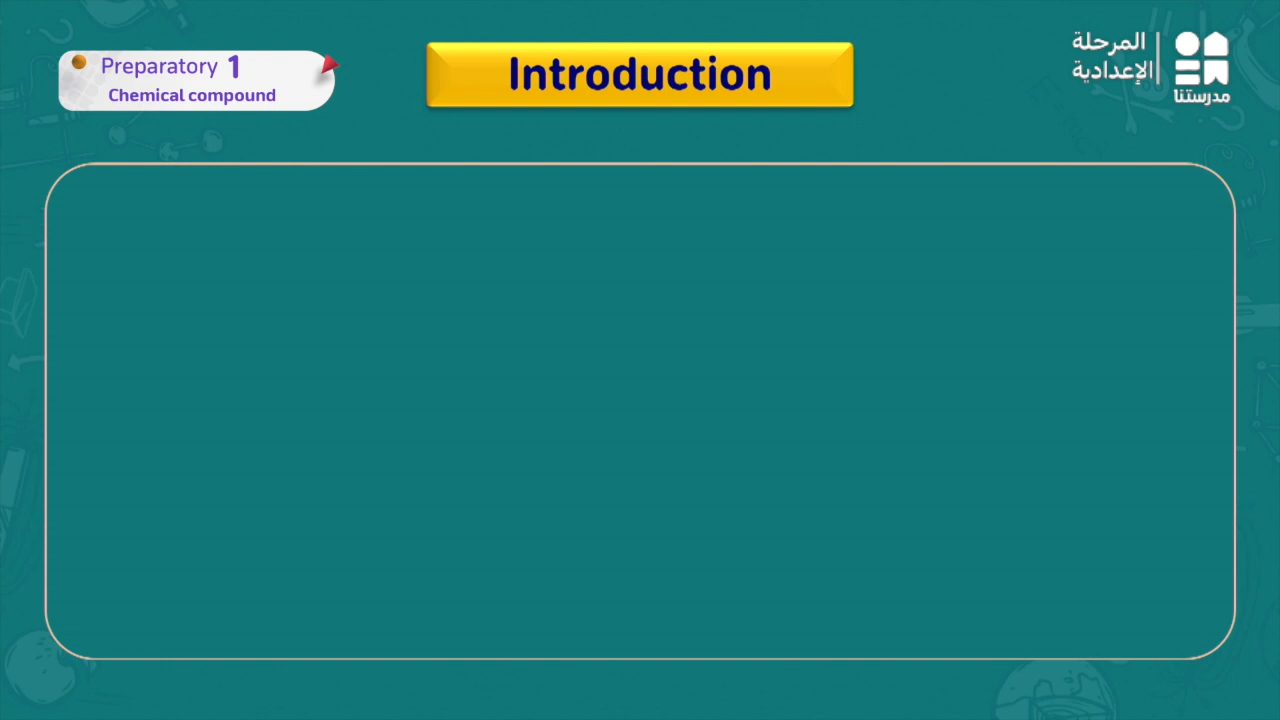 Preparatory 1
Chemical compound
Introduction
المرحلة
الإعدادية
مدرستنا